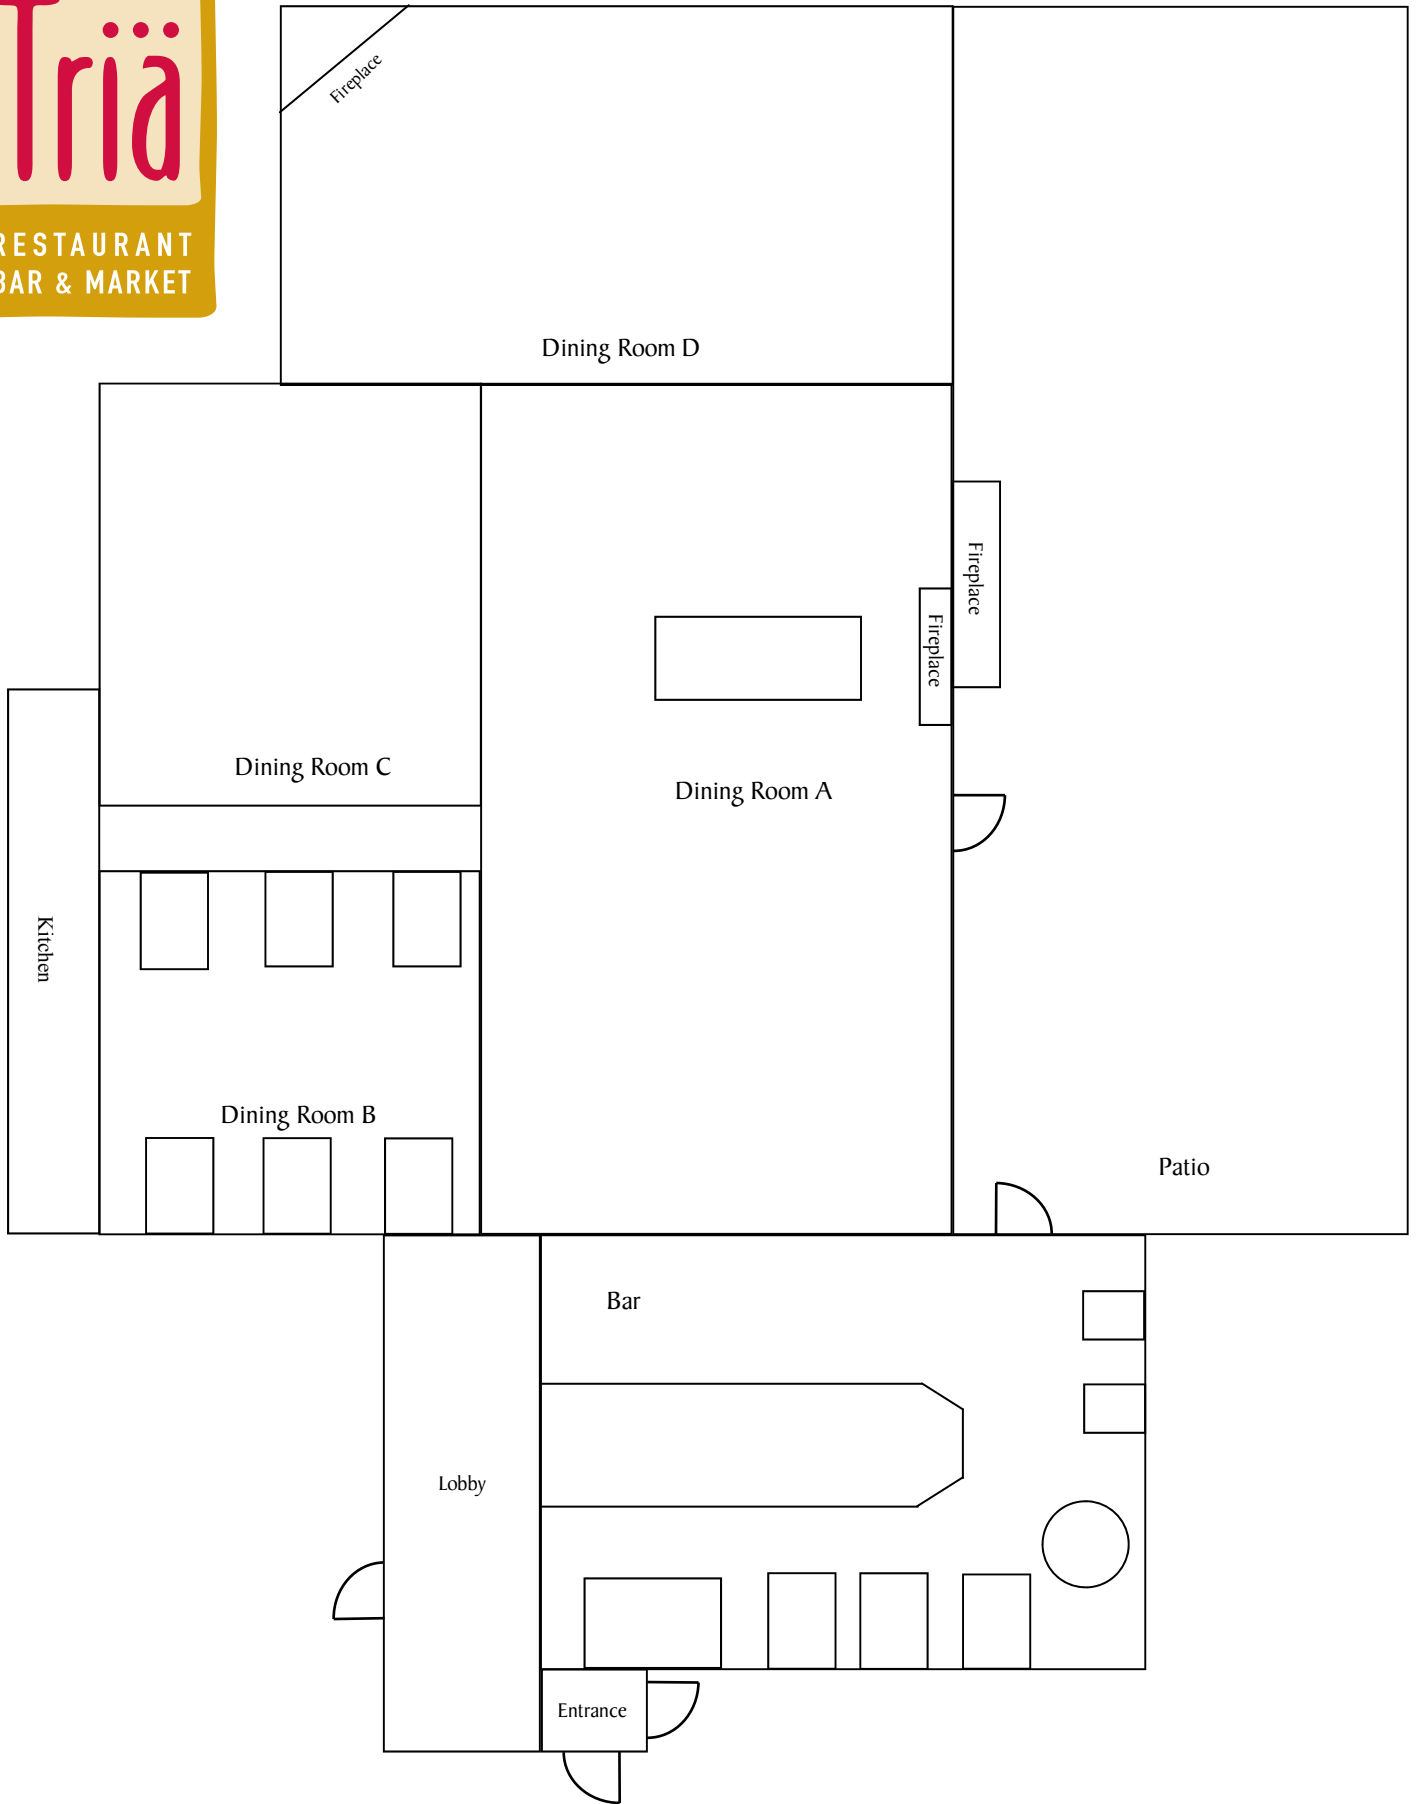 Triä
RESTAURANT
BAR & MARKET
Fireplace
Dining Room D
Fireplace
Fireplace
Dining Room C
Dining Room A
Kitchen
Dining Room B
Patio
Bar
Lobby
Entrance